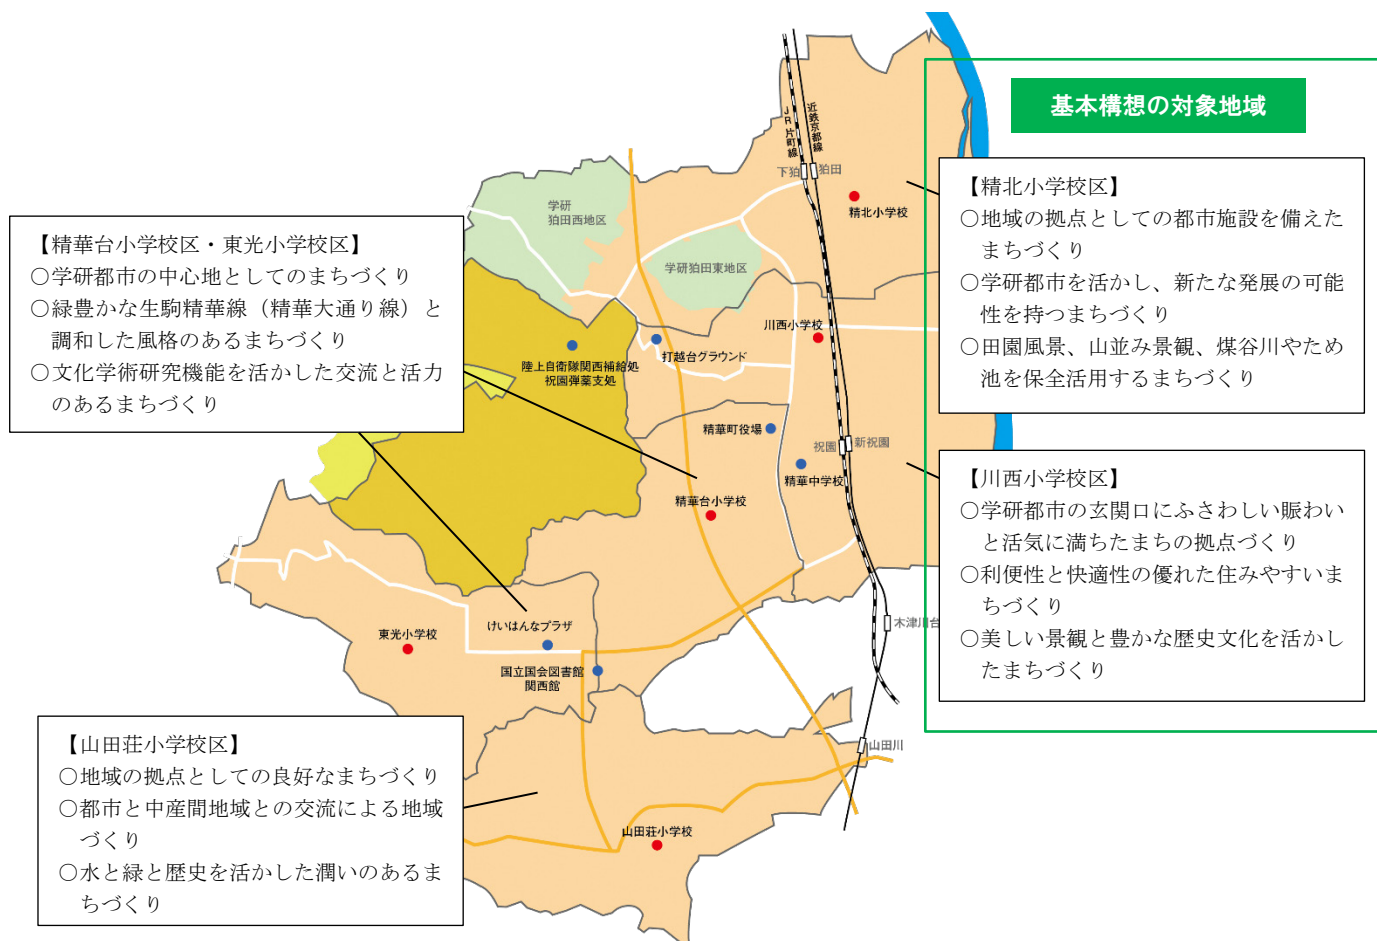 基本構想の対象地域
【精北小学校区】
○地域の拠点としての都市施設を備えた
まちづくり
○学研都市を活かし、新たな発展の可能
性を持つまちづくり
○田園風景、山並み景観、煤谷川やため
池を保全活用するまちづくり
【川西小学校区】
○学研都市の玄関口にふさわしい賑わい
と活気に満ちたまちの拠点づくり
○利便性と快適性の優れた住みやすいま
ちづくり
○美しい景観と豊かな歴史文化を活かし
たまちづくり
【精華台小学校区・東光小学校区】
○学研都市の中心地としてのまちづくり
○緑豊かな生駒精華線（精華大通り線）と
調和した風格のあるまちづくり
○文化学術研究機能を活かした交流と活力
のあるまちづくり
【山田荘小学校区】
○地域の拠点としての良好なまちづくり
○都市と中産間地域との交流による地域
づくり
○水と緑と歴史を活かした潤いのあるま
ちづくり
JR片町線
近鉄京都線
下狛
狛田
精北小学校
学研
狛田西地区
学研狛田東地区
川西小学校
打越台グラウンド
陸上自衛隊関西補給処
祝園弾薬支処
精華町役場
祝園
新祝園
精華中学校
精華台小学校
けいはんなプラザ
東光小学校
国立国会図書館
関西館
木津川台
山田川
山田荘小学校